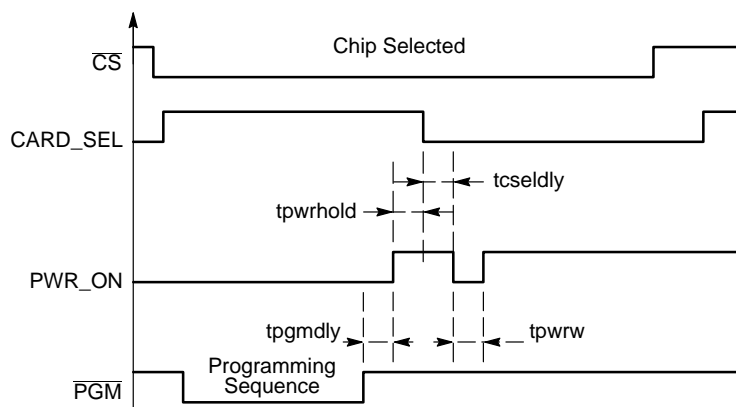 Chip Selected
CS
CARD_SEL
tcseldly
tpwrhold
PWR_ON
tpgmdly
tpwrw
Programming
Sequence
PGM